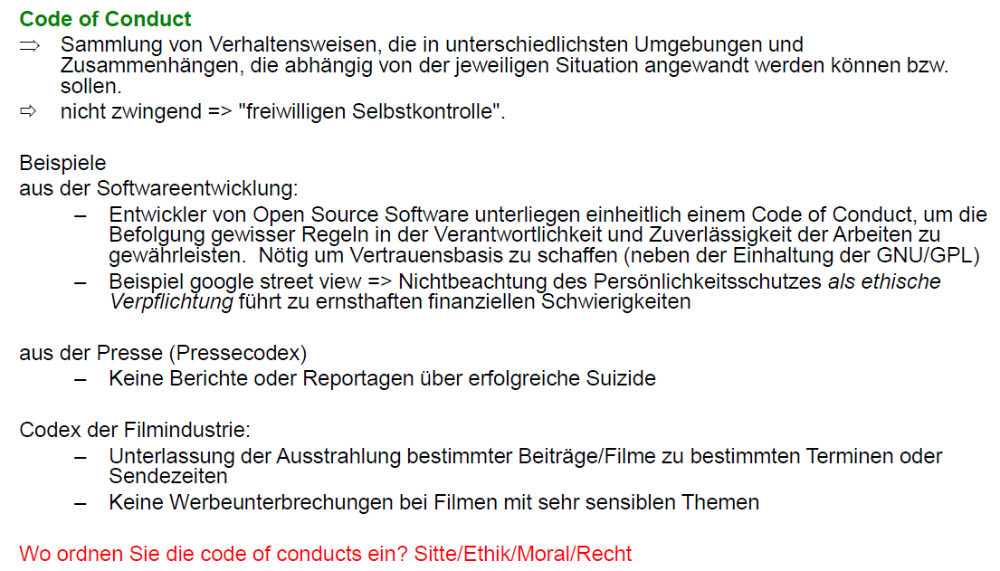 Code of Conduct
⇒ Sammlung von Verhaltensweisen, die in unterschiedlichsten Umgebungen und
Zusammenhängen, die abhängig von der jeweiligen Situation angewandt werden können bzw.
sollen.
⇨ nicht zwingend => "freiwilligen Selbstkontrolle".
Beispiele
aus der Softwareentwicklung:
– Entwickler von Open Source Software unterliegen einheitlich einem Code of Conduct, um die
Befolgung gewisser Regeln in der Verantwortlichkeit und Zuverlässigkeit der Arbeiten zu
gewährleisten. Nötig um Vertrauensbasis zu schaffen (neben der Einhaltung der GNU/GPL)
– Beispiel google street view => Nichtbeachtung des Persönlichkeitsschutzes als ethische
Verpflichtung führt zu ernsthaften finanziellen Schwierigkeiten
aus der Presse (Pressecodex)
– Keine Berichte oder Reportagen über erfolgreiche Suizide
Codex der Filmindustrie:
– Unterlassung der Ausstrahlung bestimmter Beiträge/Filme zu bestimmten Terminen oder
Sendezeiten
– Keine Werbeunterbrechungen bei Filmen mit sehr sensiblen Themen
Wo ordnen Sie die code of conducts ein? Sitte/Ethik/Moral/Recht